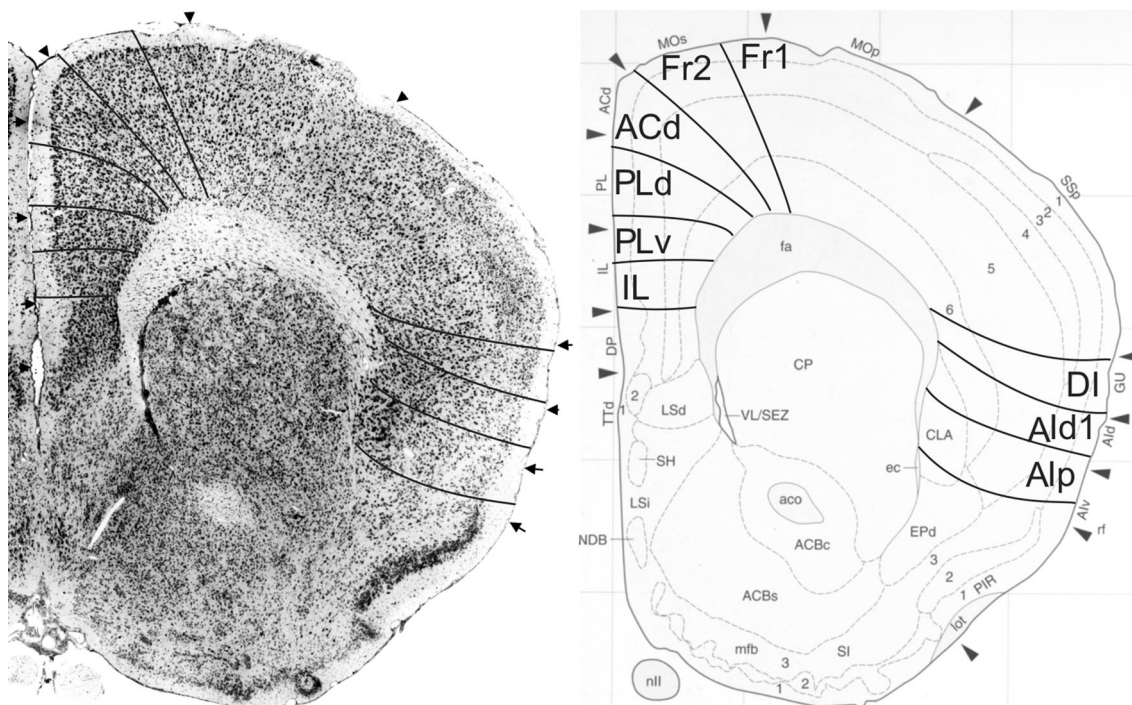 MOs
MOp
Fr2
Fr1
ACd
ACd
PL
PLd
SSp
1
2
3
4
PLv
fa
5
IL
IL
6
DP
CP
DI
GU
TTd
1
2
LSd
VL/SEZ
AId1
AId
CLA
SH
ec
AIp
LSi
aco
AIv
rf
NDB
ACBc
EPd
3
2
1
PIR
ACBs
lot
mfb
3
SI
nII
1
2